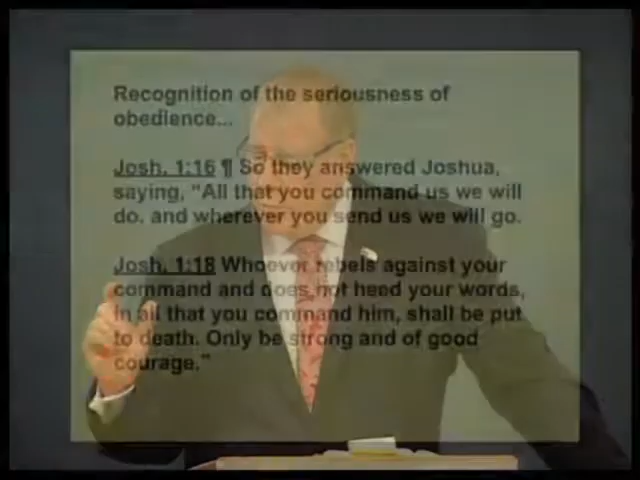 Recognition of the seriousness of
obedience...
Josh. 1:16 ¶ So they answered Joshua,
saying, “All that you command us we will
do, and wherever you send us we will go.
Josh. 1:18 Whoever rebels against your
command and does not heed your words,
in all that you command him, shall be put
to death. Only be strong and of good
courage.”